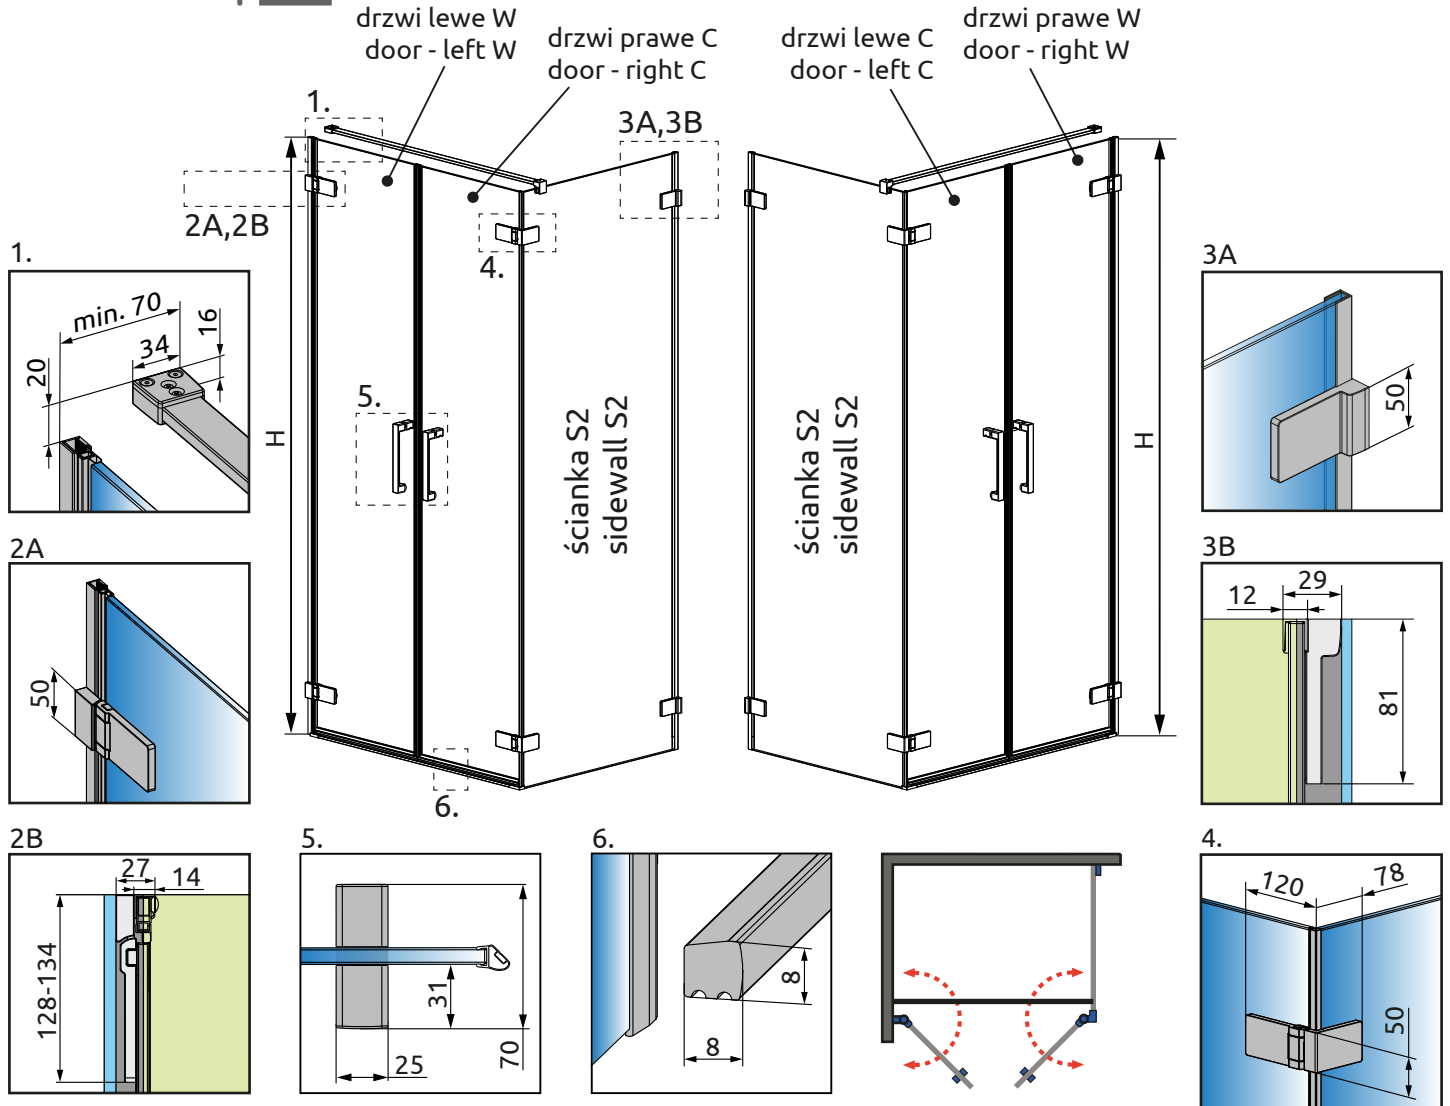 drzwi lewe W
door - left W
drzwi prawe C
door - right C
drzwi lewe C
door - left C
drzwi prawe W
door - right W
1.
3A,3B
2A,2B
4.
5.
6.
H
ścianka S2
sidewall S2
ścianka S2
sidewall S2
H
1.
min. 70
34
16
20
2A
50
2B
27
14
128-134
5.
31
25
70
6.
8
8
3A
50
3B
29
12
81
4.
120
78
50